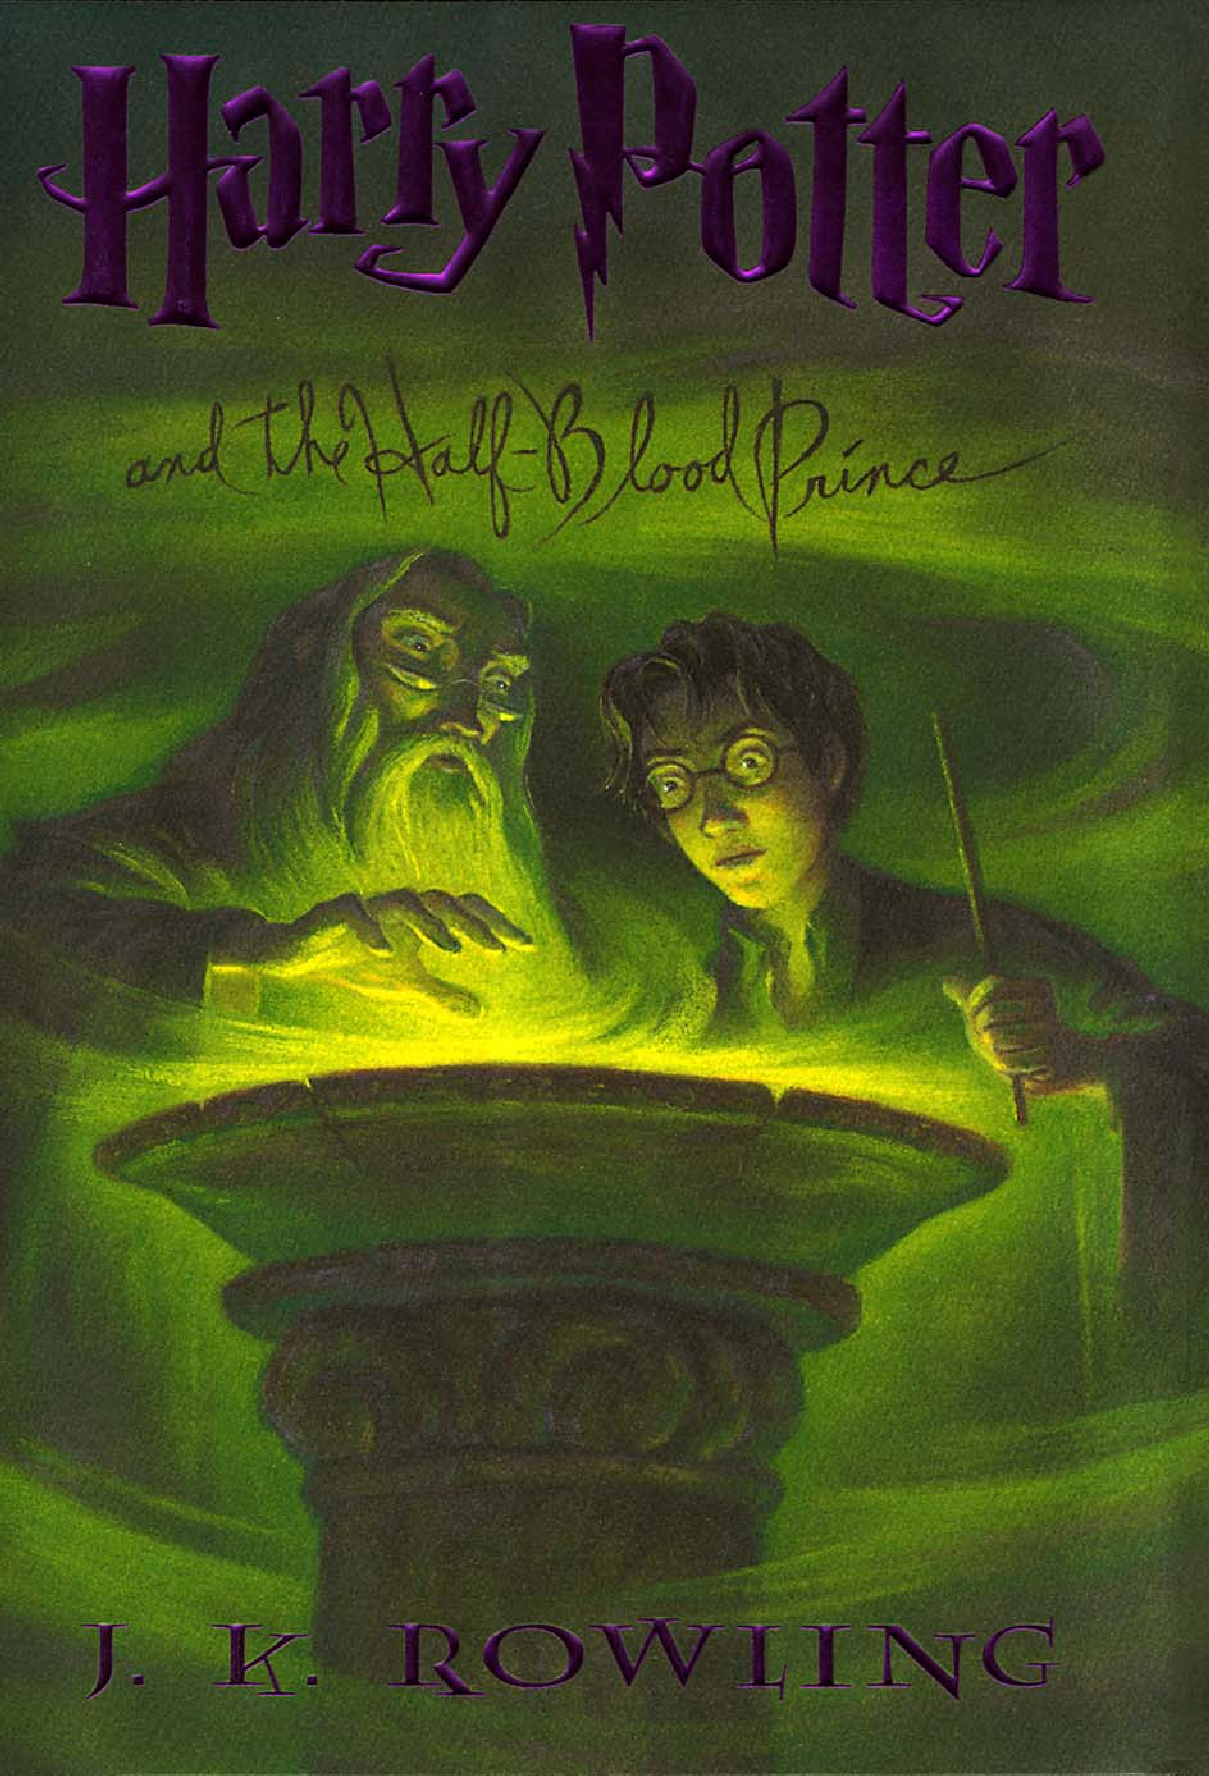 Harry Potter
and the Half-Blood Prince
J. K. ROWLING